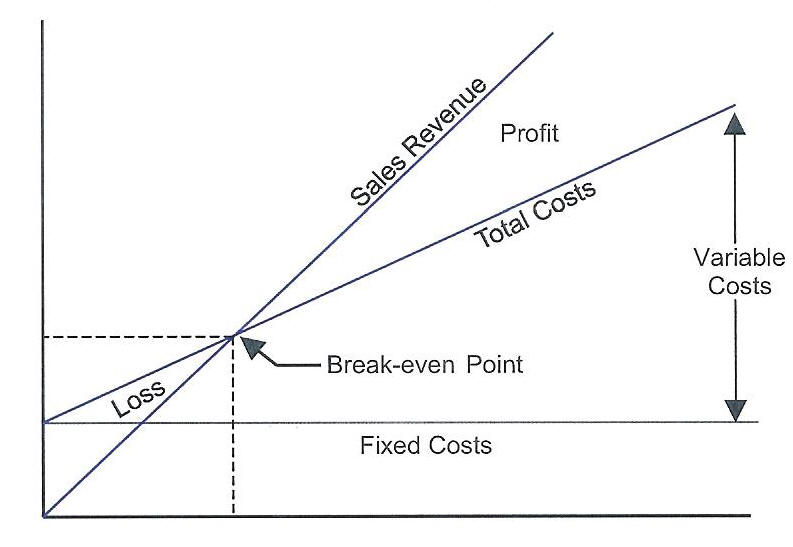 Sales Revenue
Profit
Total Costs
Variable
Costs
Break-even Point
Loss
Fixed Costs